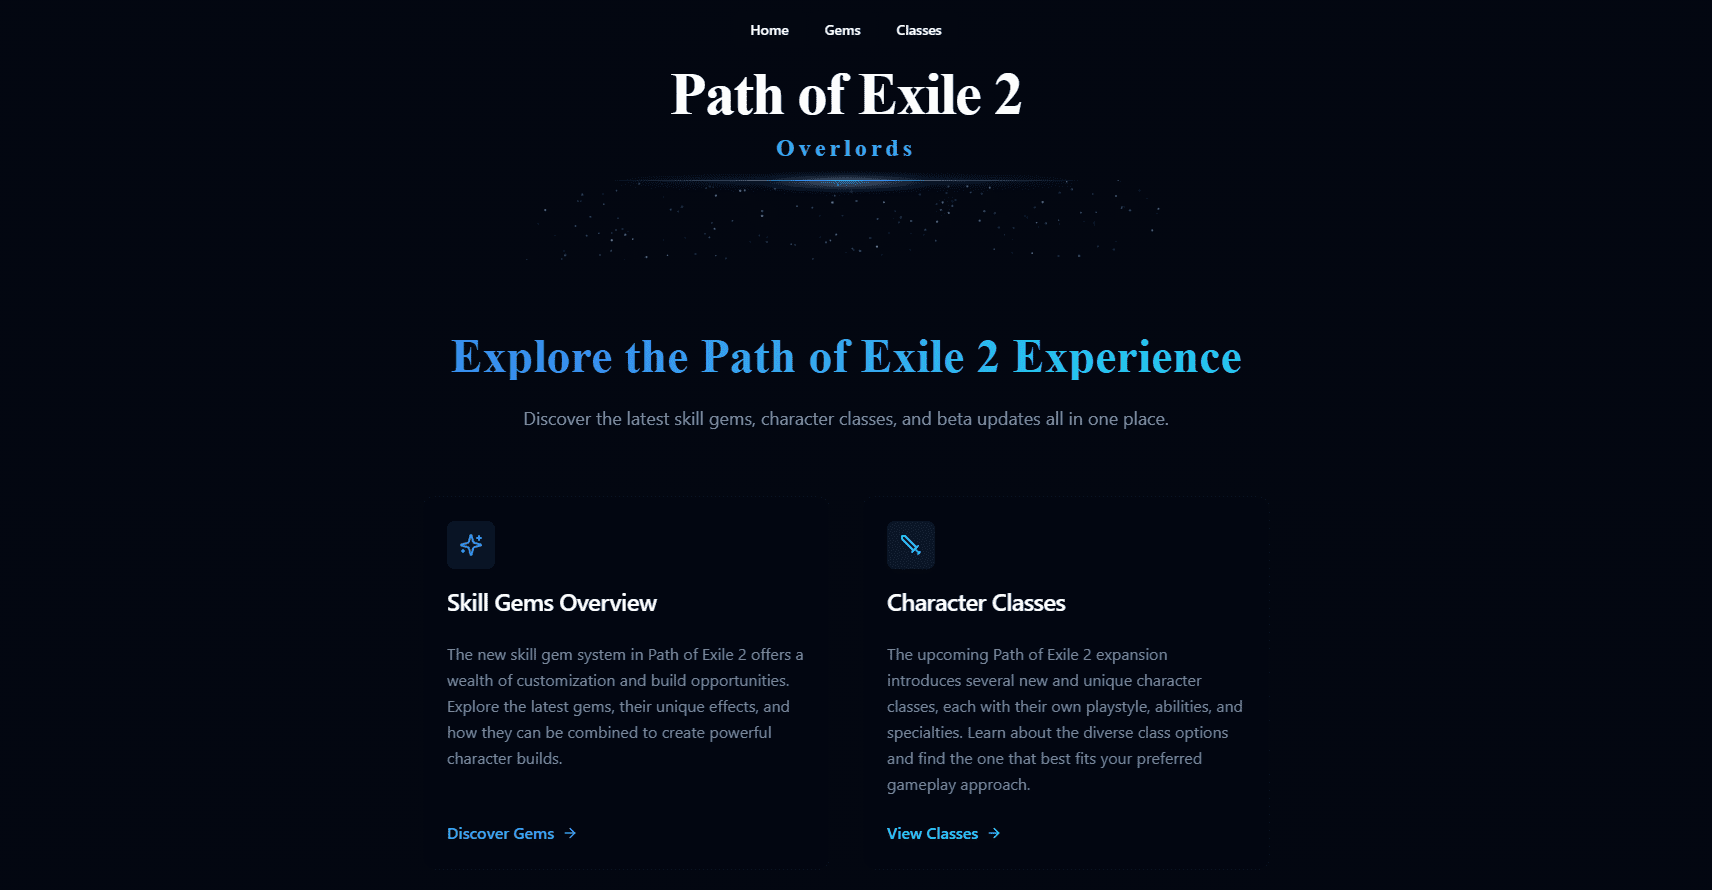 Home Gems Classes
Path of Exile 2
Overlords
Explore the Path of Exile 2 Experience
Discover the latest skill gems, character classes, and beta updates all in one place.
Skill Gems Overview
The new skill gem system in Path of Exile 2 offers a
wealth of customization and build opportunities.
Explore the latest gems, their unique effects, and
how they can be combined to create powerful
character builds.
Discover Gems
Character Classes
The upcoming Path of Exile 2 expansion
introduces several new and unique character
classes, each with their own playstyle, abilities, and
specialties. Learn about the diverse class options
and find the one that best fits your preferred
gameplay approach.
View Classes